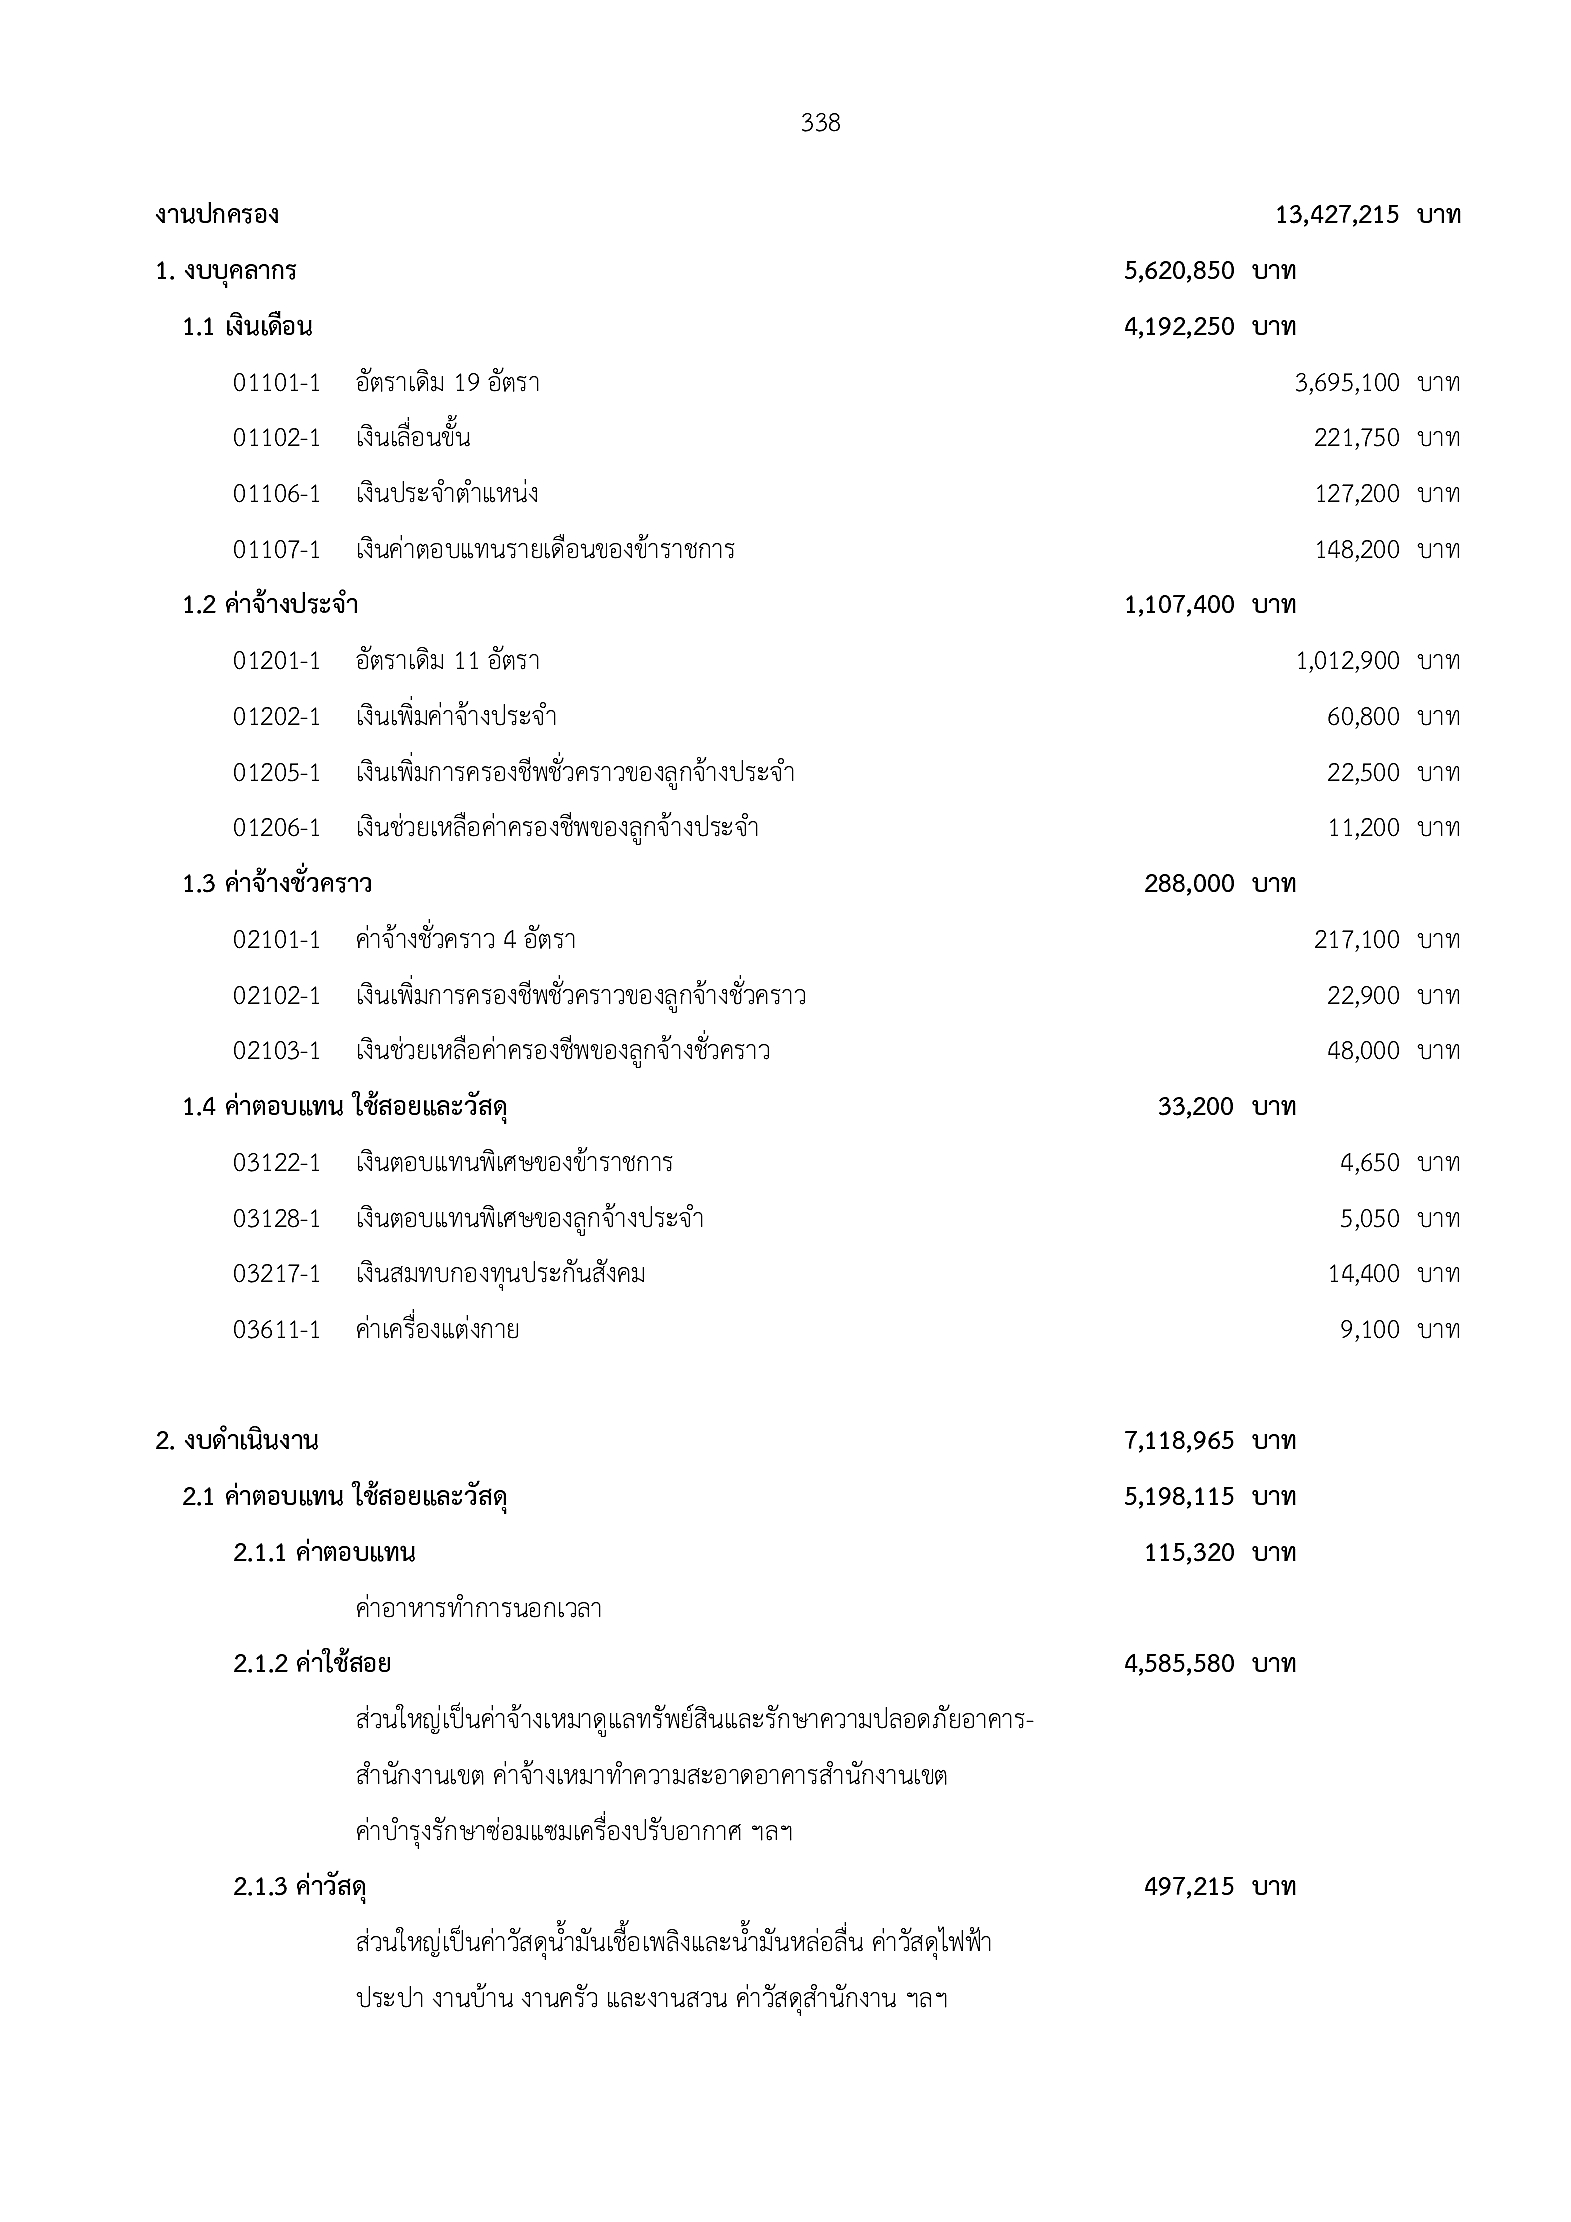 338
งานปกครอง 13,427,215 บาท
1. งบบุคลากร 5,620,850 บาท
1.1 เงินเดือน 4,192,250 บาท
01101-1 อัตราเดิม 19 อัตรา 3,695,100 บาท
01102-1 เงินเลื่อนขั้น 221,750 บาท
01106-1 เงินประจำตำแหน่ง 127,200 บาท
01107-1 เงินค่าตอบแทนรายเดือนของข้าราชการ 148,200 บาท
1.2 ค่าจ้างประจำ 1,107,400 บาท
01201-1 อัตราเดิม 11 อัตรา 1,012,900 บาท
01202-1 เงินเพิ่มค่าจ้างประจำ 60,800 บาท
01205-1 เงินเพิ่มการครองชีพชั่วคราวของลูกจ้างประจำ 22,500 บาท
01206-1 เงินช่วยเหลือค่าครองชีพของลูกจ้างประจำ 11,200 บาท
1.3 ค่าจ้างชั่วคราว 288,000 บาท
02101-1 ค่าจ้างชั่วคราว 4 อัตรา 217,100 บาท
02102-1 เงินเพิ่มการครองชีพชั่วคราวของลูกจ้างชั่วคราว 22,900 บาท
02103-1 เงินช่วยเหลือค่าครองชีพของลูกจ้างชั่วคราว 48,000 บาท
1.4 ค่าตอบแทน ใช้สอยและวัสดุ 33,200 บาท
03122-1 เงินตอบแทนพิเศษของข้าราชการ 4,650 บาท
03128-1 เงินตอบแทนพิเศษของลูกจ้างประจำ 5,050 บาท
03217-1 เงินสมทบกองทุนประกันสังคม 14,400 บาท
03611-1 ค่าเครื่องแต่งกาย 9,100 บาท
2. งบดำเนินงาน 7,118,965 บาท
2.1 ค่าตอบแทน ใช้สอยและวัสดุ 5,198,115 บาท
2.1.1 ค่าตอบแทน 115,320 บาท
ค่าอาหารทำการนอกเวลา
2.1.2 ค่าใช้สอย 4,585,580 บาท
ส่วนใหญ่เป็นค่าจ้างเหมาดูแลทรัพย์สินและรักษาความปลอดภัยอาคาร-
สำนักงานเขต ค่าจ้างเหมาทำความสะอาดอาคารสำนักงานเขต
ค่าบำรุงรักษาซ่อมแซมเครื่องปรับอากาศ ฯลฯ
2.1.3 ค่าวัสดุ 497,215 บาท
ส่วนใหญ่เป็นค่าวัสดุน้ำมันเชื้อเพลิงและน้ำมันหล่อลื่น ค่าวัสดุไฟฟ้า
ประปา งานบ้าน งานครัว และงานสวน ค่าวัสดุสำนักงาน ฯลฯ